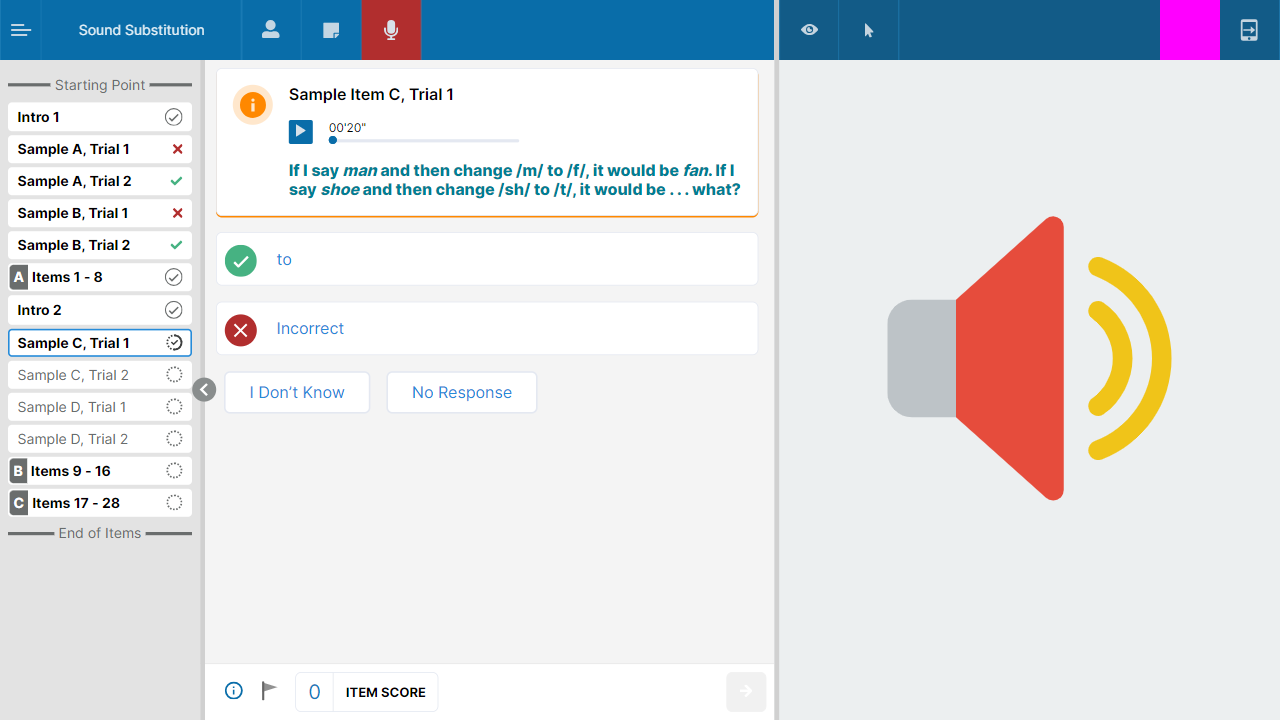 Sound Substitution
Starting Point
Intro 1
Sample A, Trial 1
Sample A, Trial 2
Sample B, Trial 1
Sample B, Trial 2
A Items 1 - 8
Intro 2
Sample C, Trial 1
Sample C, Trial 2
Sample D, Trial 1
Sample D, Trial 2
B Items 9 - 16
C Items 17 - 28
End of Items
Sample Item C, Trial 1
00'20"
If I say man and then change /m/ to /f/, it would be fan. If I
say shoe and then change /sh/ to /t/, it would be . . . what?
to
Incorrect
I Don’t Know
No Response
0 ITEM SCORE